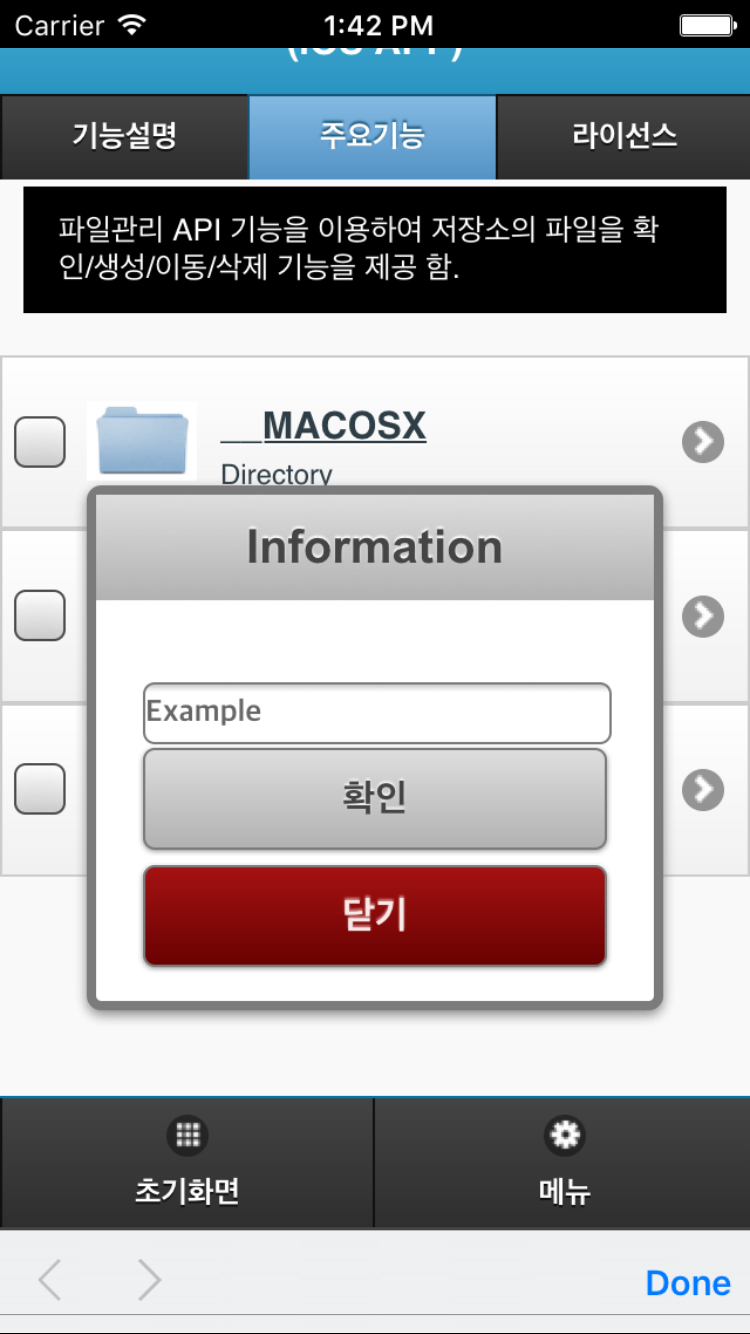 Carrier 1:42 PM
(iOS APP)
기능설명 주요기능 라이선스
파일관리 API 기능을 이용하여 저장소의 파일을 확
인/생성/이동/삭제 기능을 제공 함.
__MACOSX
Directory
Information
Example
확인
닫기
초기화면 메뉴
Done